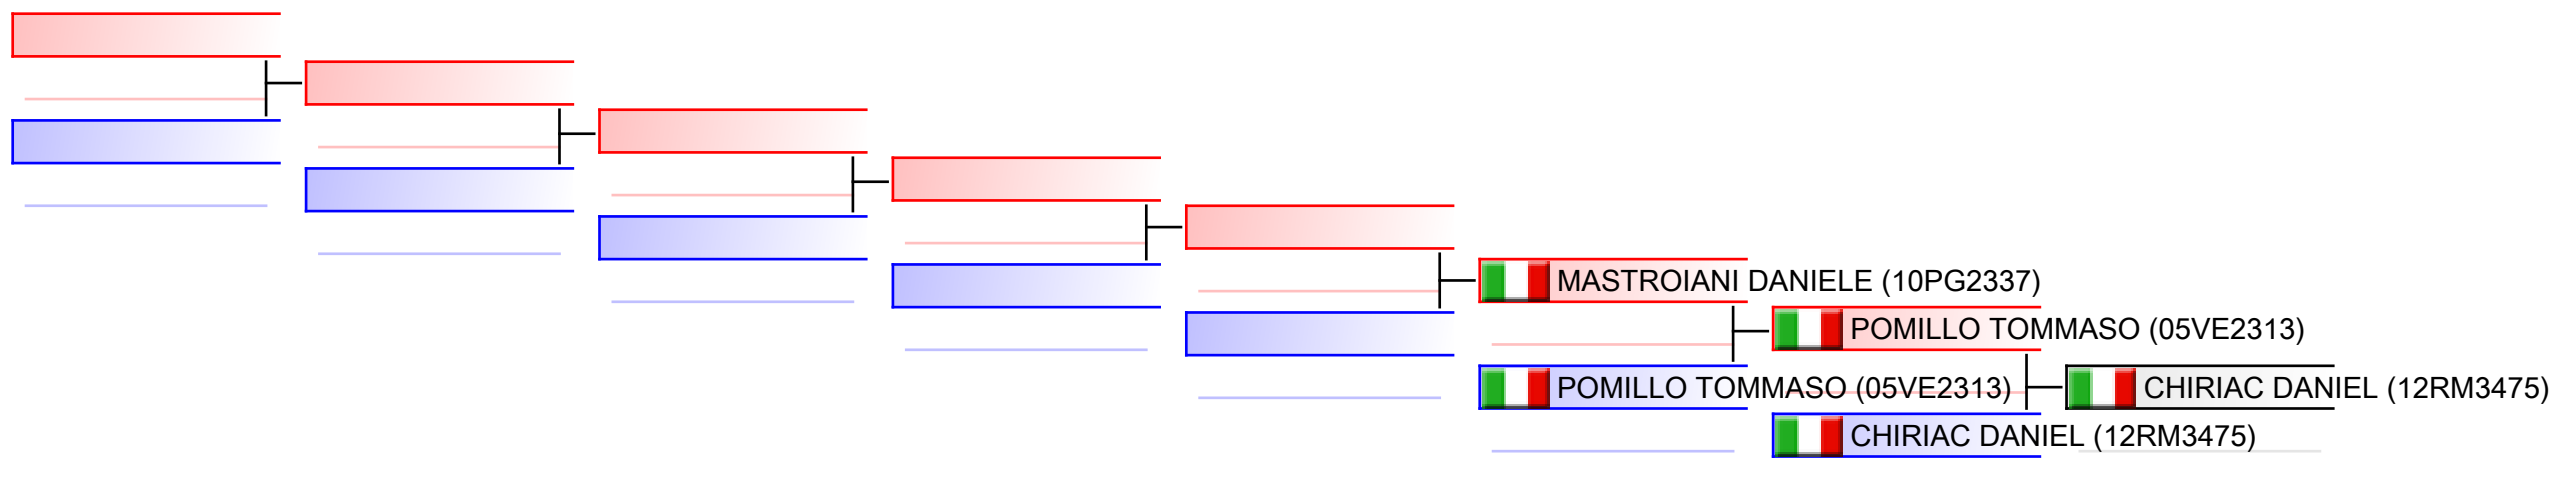 MASTROIANI DANIELE (10PG2337)
POMILLO TOMMASO (05VE2313)
POMILLO TOMMASO (05VE2313)
CHIRIAC DANIEL (12RM3475)
CHIRIAC DANIEL (12RM3475)